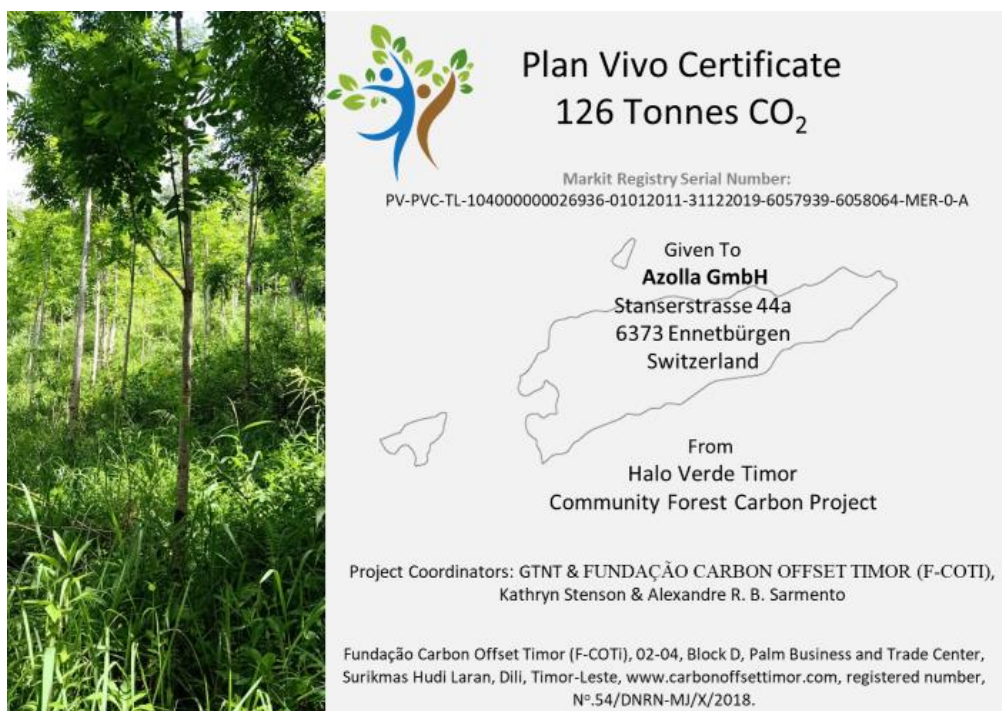 Plan Vivo Certificate
126 Tonnes CO₂
Markit Registry Serial Number:
PV-PVC-TL-104000000026936-01012011-31122019-6057939-6058064-MER-0-A
Given To
Azolla GmbH
Stanserstrasse 44a
6373 Ennetbürgen
Switzerland
From
Halo Verde Timor
Community Forest Carbon Project
Project Coordinators: GTNT & FUNDAÇÃO CARBON OFFSET TIMOR (F-COTI),
Kathryn Stenson & Alexandre R. B. Sarmento
Fundação Carbon Offset Timor (F-COTi), 02-04, Block D, Palm Business and Trade Center,
Surikmas Hudi Laran, Dili, Timor-Leste, www.carbonoffsettimor.com, registered number,
Nº.54/DNRN-MJ/X/2018.